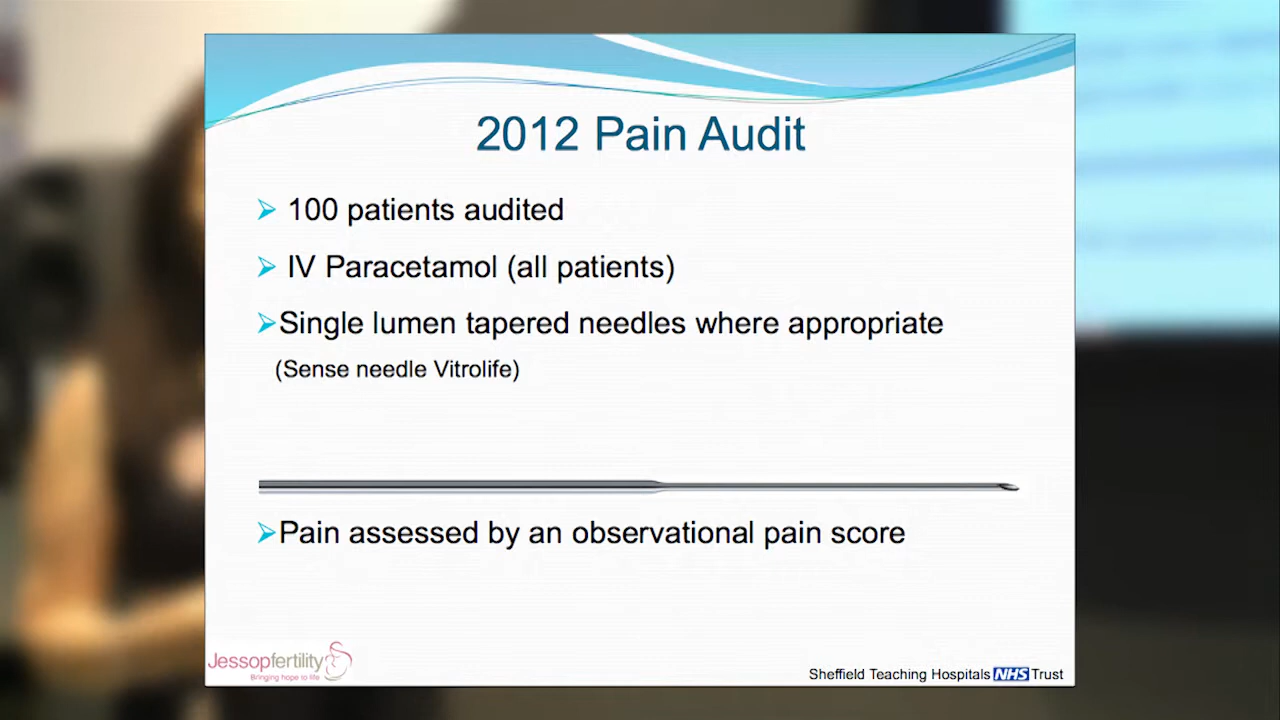 2012 Pain Audit
100 patients audited
IV Paracetamol (all patients)
Single lumen tapered needles where appropriate
(Sense needle Vitrolife)
Pain assessed by an observational pain score
Jessopfertility
Bringing hope to life
Sheffield Teaching Hospitals NHS Trust